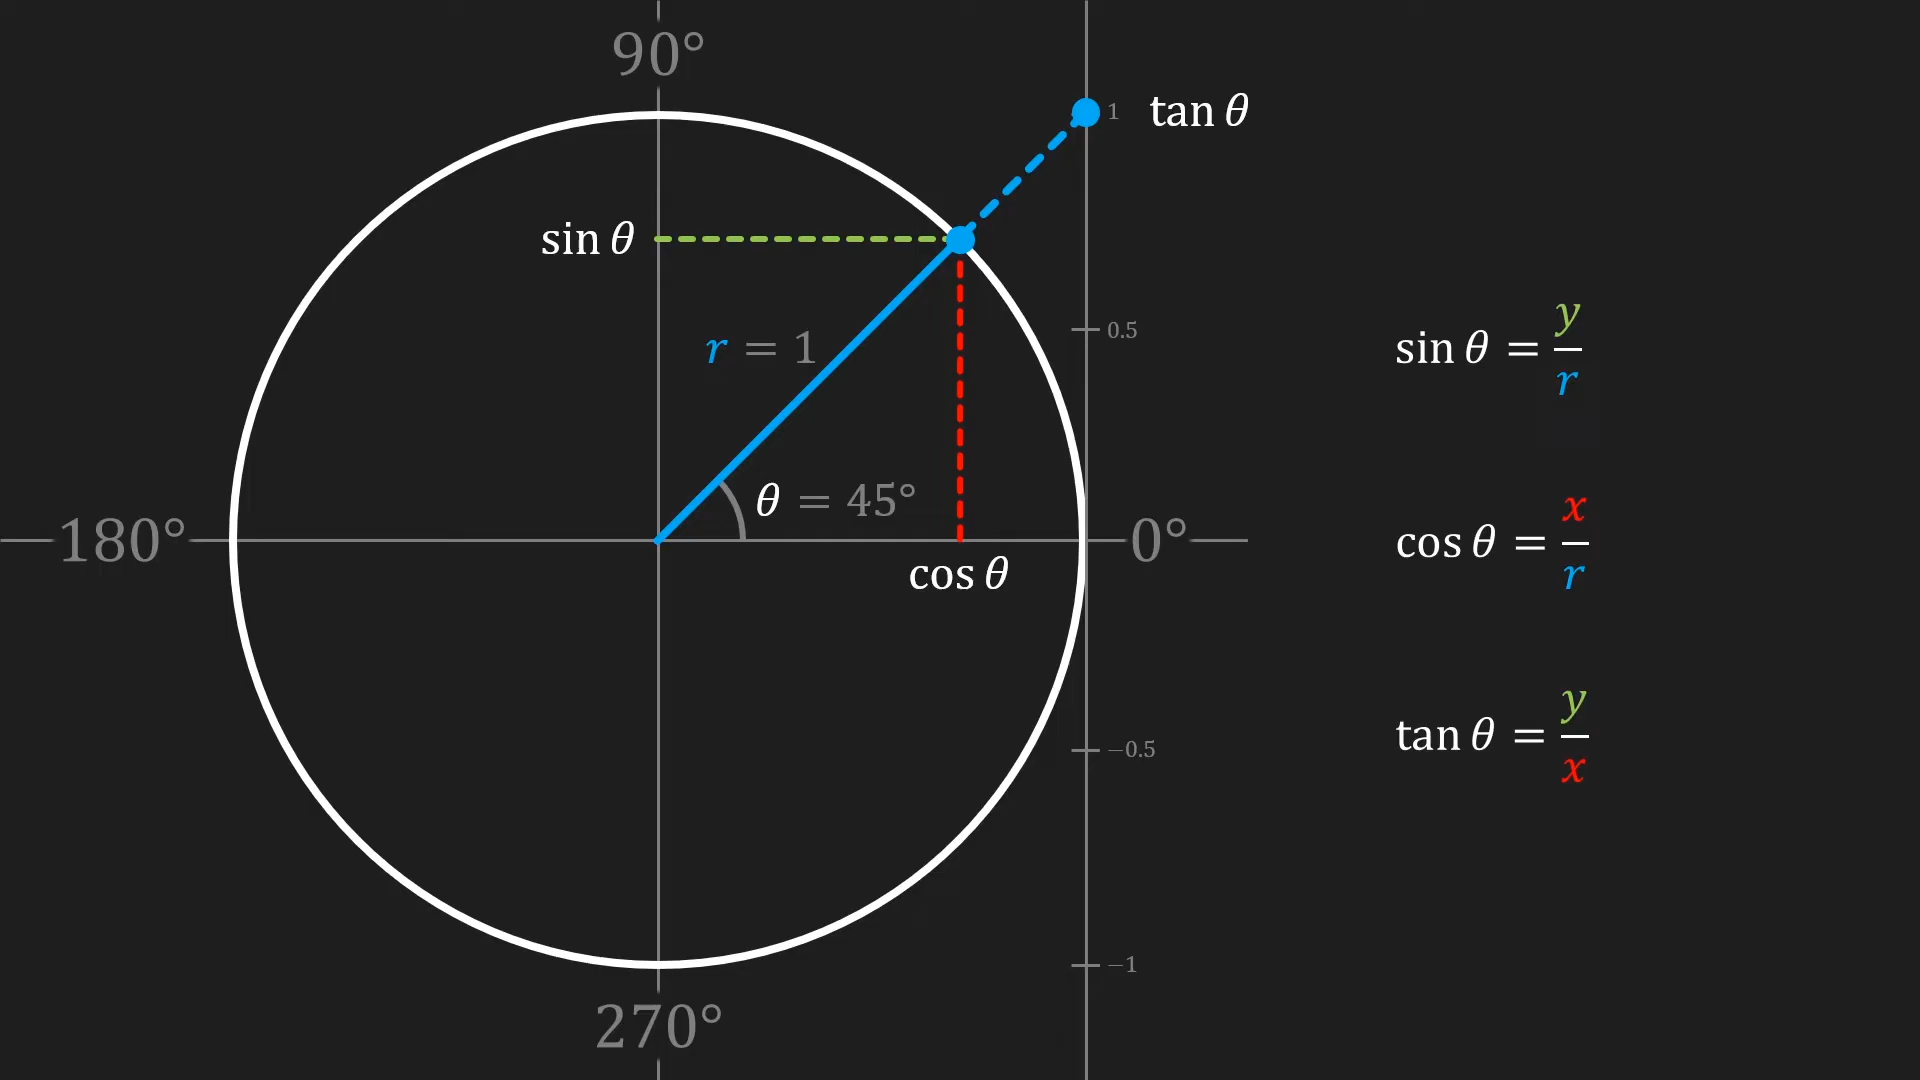 90°
1 tan θ
sin θ
r = 1
0.5
sin θ = y/r
θ = 45°
180°
0°
cos θ
cos θ = x/r
tan θ = y/x
−0.5
−1
270°